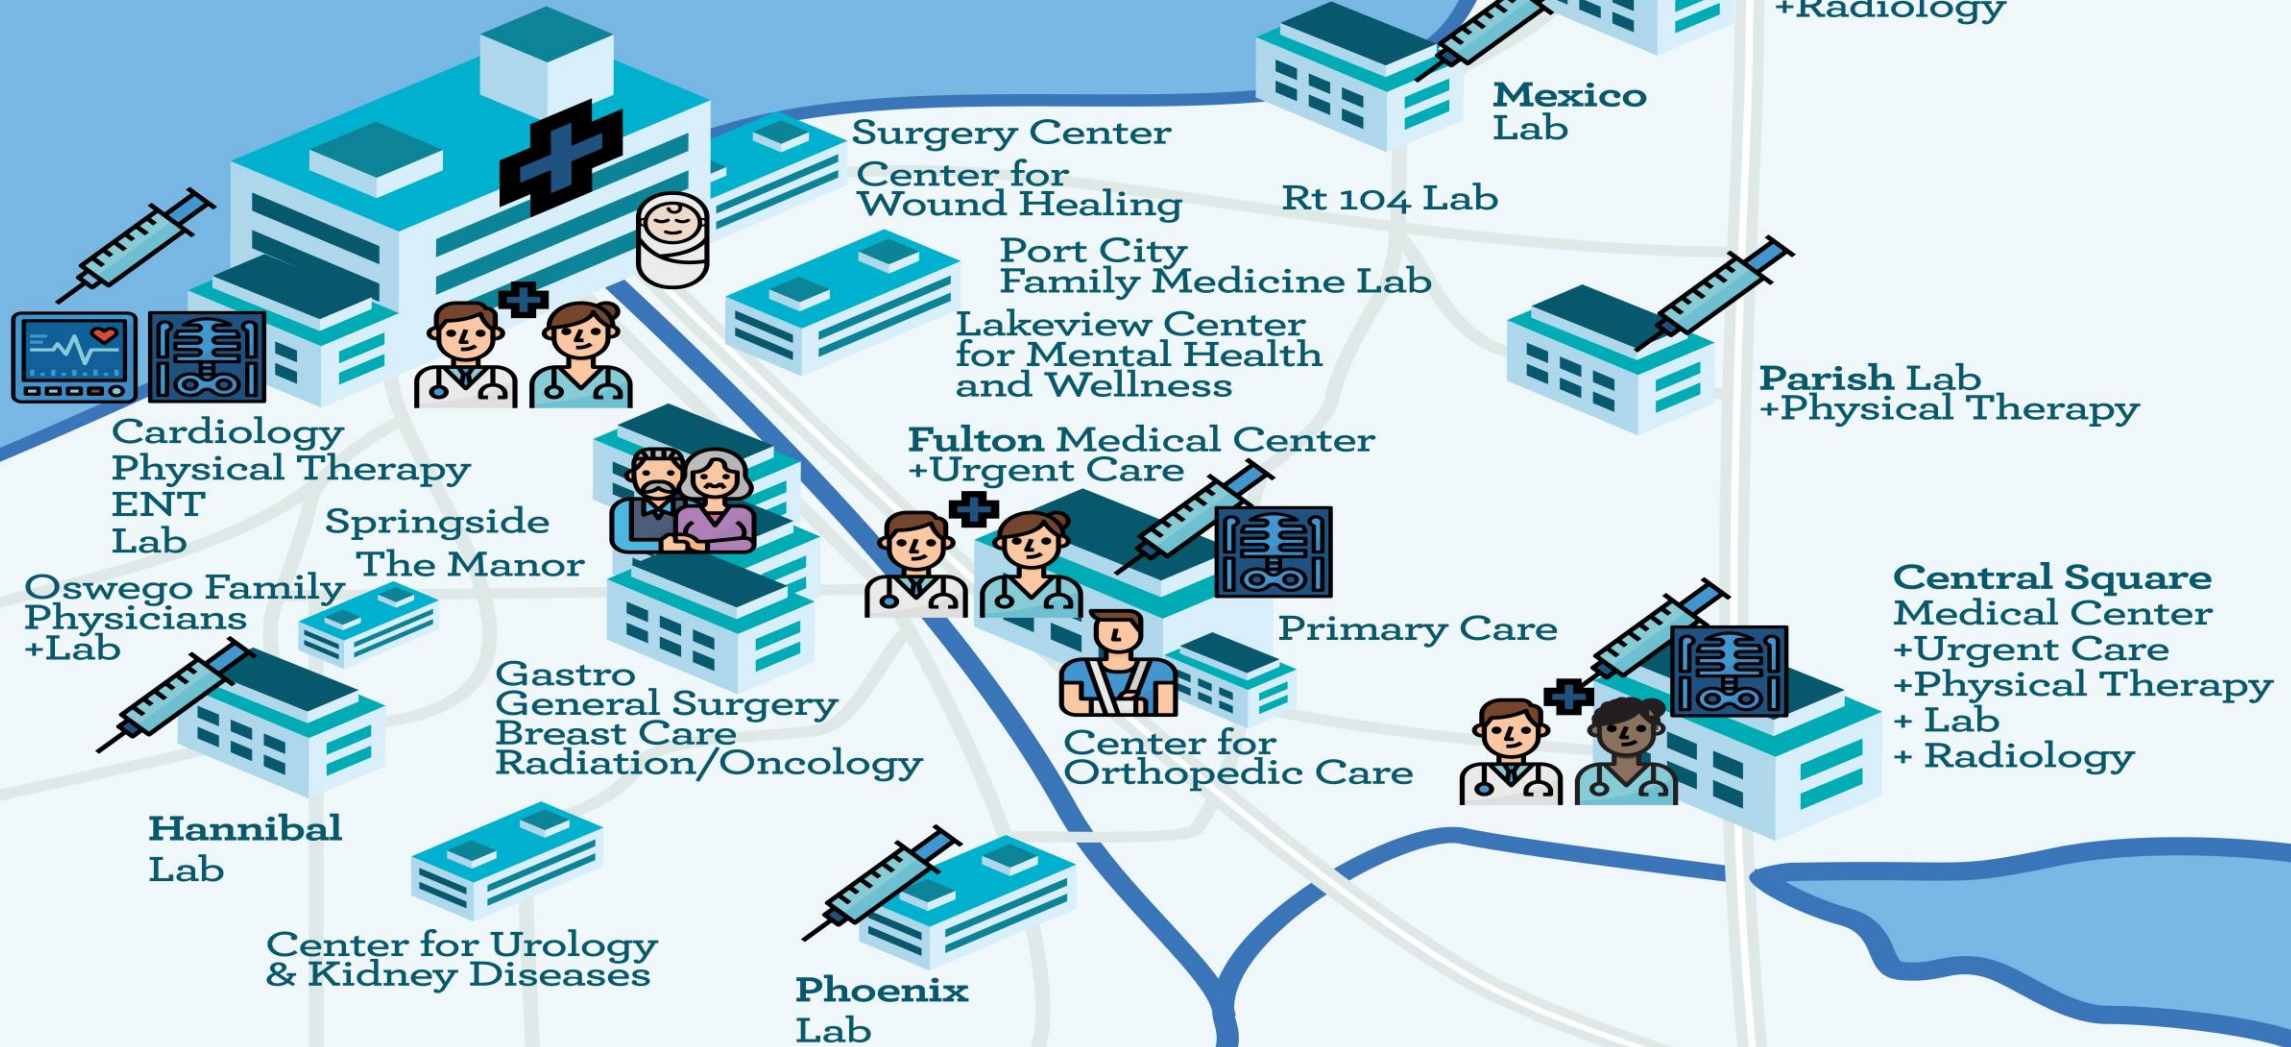 +Radiology
Mexico
Lab
Surgery Center
Center for
Wound Healing
Rt 104 Lab
Port City
Family Medicine Lab
Lakeview Center
for Mental Health
and Wellness
Parish Lab
+Physical Therapy
Cardiology
Physical Therapy
ENT
Lab
Fulton Medical Center
+Urgent Care
Springside
The Manor
Oswego Family
Physicians
+Lab
Primary Care
Central Square
Medical Center
+Urgent Care
+Physical Therapy
+ Lab
+ Radiology
Gastro
General Surgery
Breast Care
Radiation/Oncology
Center for
Orthopedic Care
Hannibal
Lab
Center for Urology
& Kidney Diseases
Phoenix
Lab